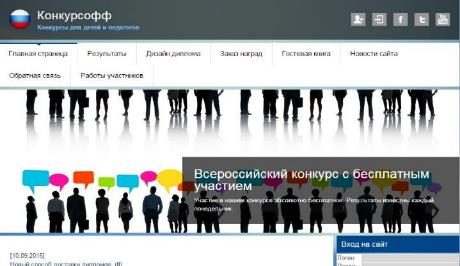 Конкурсофф
Конкурсы для детей и педагогов
Главная страница Результаты Дизайн диплома Заказ наград Гостевая книга Новости сайта
Обратная связь Работы участников
Всероссийский конкурс с бесплатным
участием
Участие в нашем конкурсе абсолютно бесплатное. Результаты известны каждый
понедельник.
[10.09.2015]
Вход на сайт
Новый способ доставки дипломов. (8)
Логин: